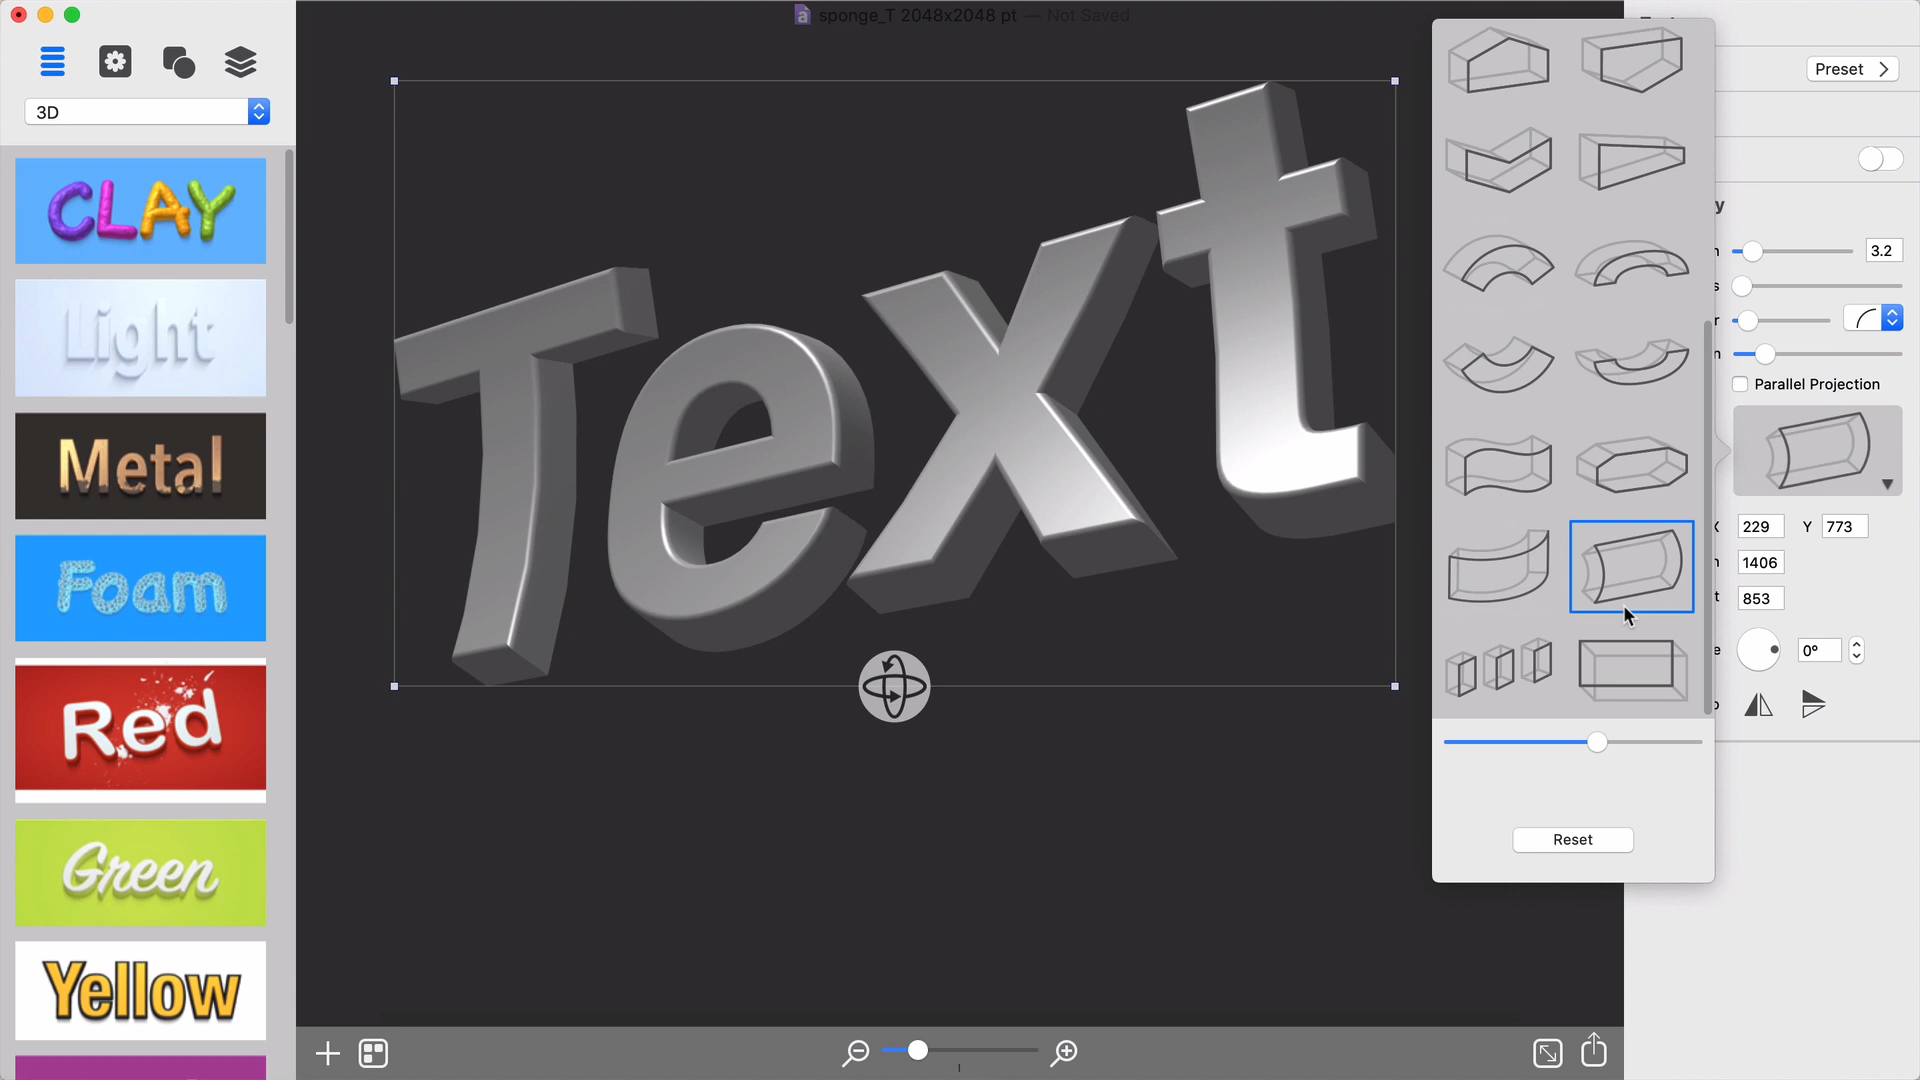 sponge_T 2048x2048 pt — Not Saved
3D
CLAY
Light
Metal
Foam
Red
Green
Yellow
Text
Preset
y
3.2
s
r
n
Parallel Projection
229 Y 773
1406
t 853
e 0°
Reset